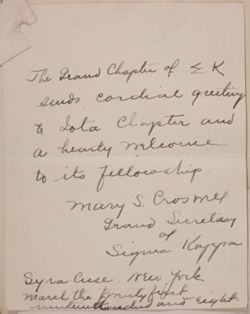 The Grand Chapter of Σ K
sends cordial greeting
to Iota Chapter and
a hearty welcome
to its fellowship.
Mary S.
Grand Secretary
of
Sigma Kappa
Syracuse, New York
March the twenty first
nineteen hundred and eight.